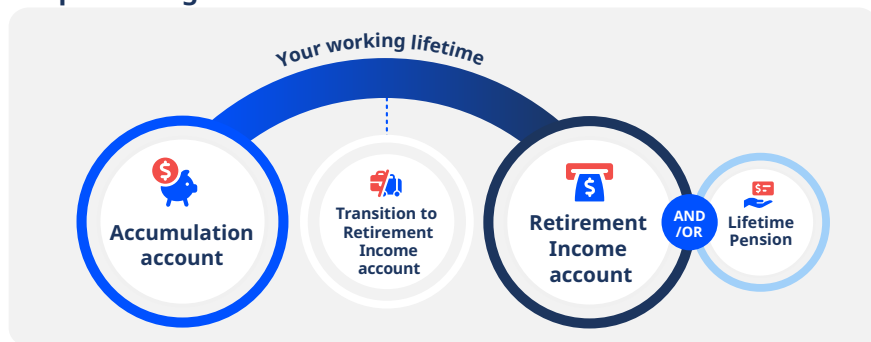 Your working lifetime
Accumulation
account
Transition to
Retirement
Income
account
Retirement
Income
account
AND
/OR
Lifetime
Pension
$
$
$